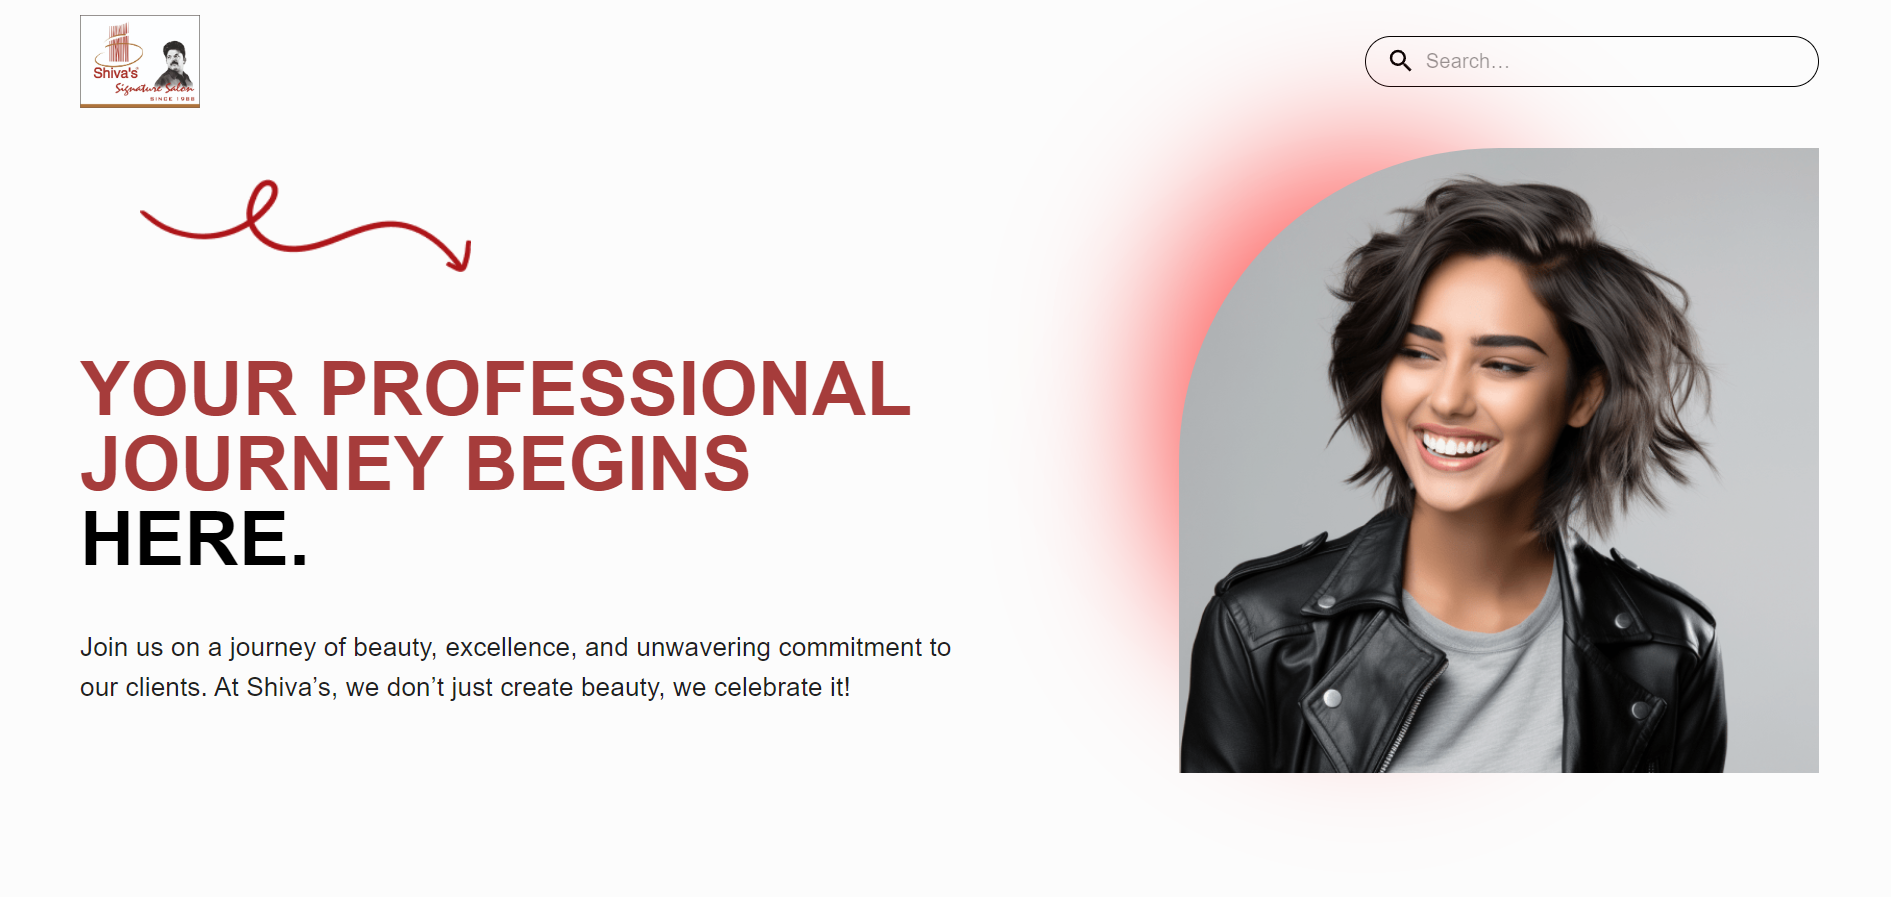 Shiva's
Signature Salon
SINCE 1988
Search...
YOUR PROFESSIONAL
JOURNEY BEGINS
HERE.
Join us on a journey of beauty, excellence, and unwavering commitment to
our clients. At Shiva’s, we don’t just create beauty, we celebrate it!